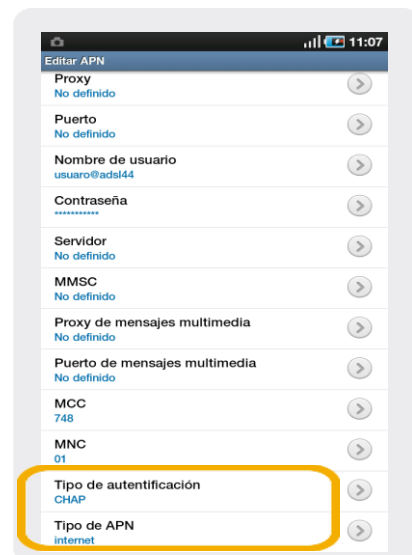 11:07
Editar APN
Proxy
No definido
Puerto
No definido
Nombre de usuario
usuaro@adsl44
Contraseña
***********
Servidor
No definido
MMSC
No definido
Proxy de mensajes multimedia
No definido
Puerto de mensajes multimedia
No definido
MCC
748
MNC
01
Tipo de autentificación
CHAP
Tipo de APN
internet